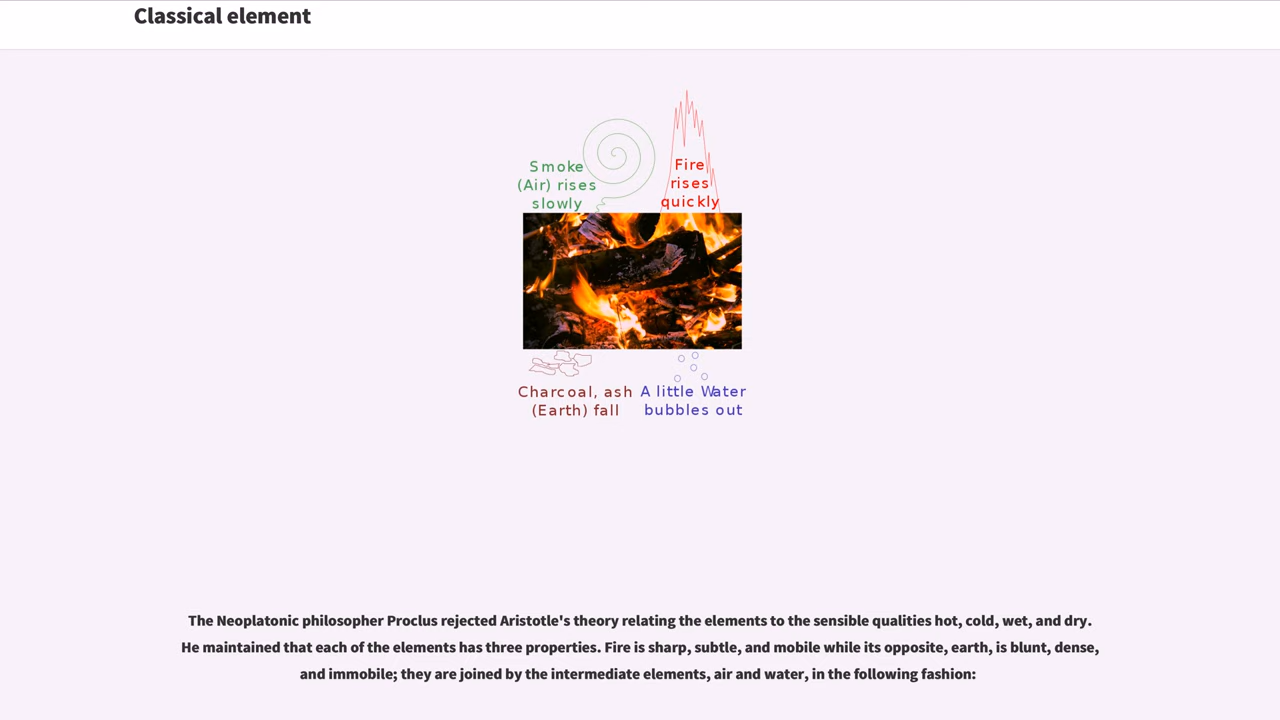 Classical element
Smoke
(Air) rises
slowly
Fire
rises
quickly
Charcoal, ash
(Earth) fall
A little Water
bubbles out
The Neoplatonic philosopher Proclus rejected Aristotle's theory relating the elements to the sensible qualities hot, cold, wet, and dry.
He maintained that each of the elements has three properties. Fire is sharp, subtle, and mobile while its opposite, earth, is blunt, dense,
and immobile; they are joined by the intermediate elements, air and water, in the following fashion: